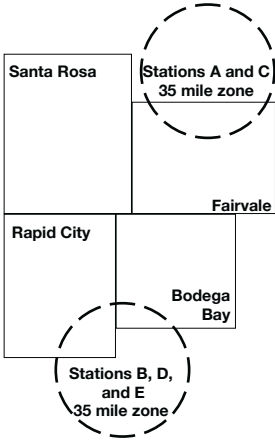 Santa Rosa
Stations A and C
35 mile zone
Fairvale
Rapid City
Bodega
Bay
Stations B, D,
and E
35 mile zone